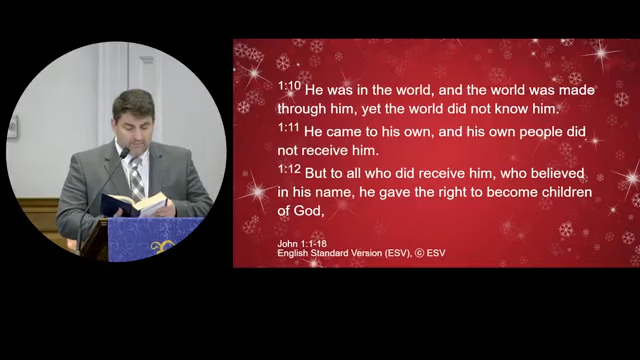 1:10 He was in the world, and the world was made
through him, yet the world did not know him.
1:11 He came to his own, and his own people did
not receive him.
1:12 But to all who did receive him, who believed
in his name, he gave the right to become children
of God,
John 1:1-18
English Standard Version (ESV), ⓒ ESV